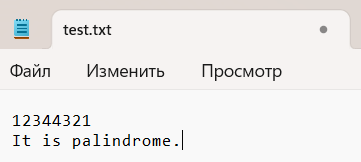 test.txt
Файл Изменить Просмотр
12344321
It is palindrome.